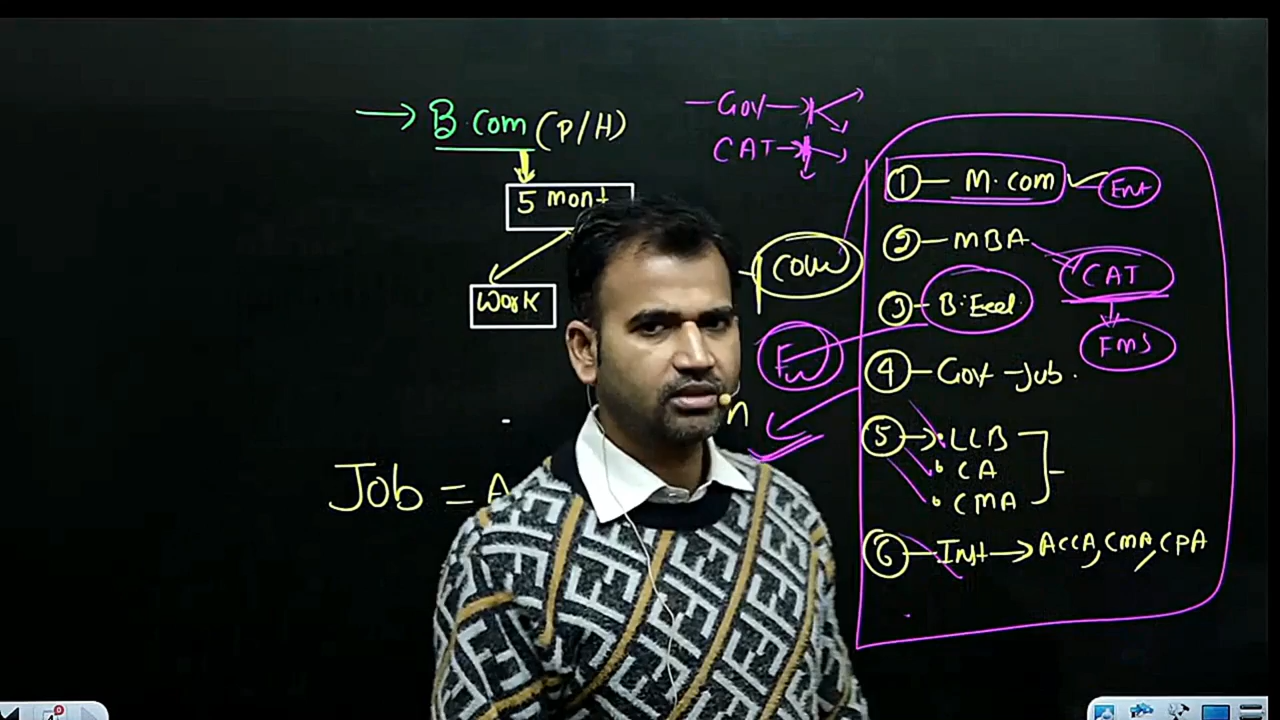 → B.com (P/H)
5 mont
Work
Job = A
n
Gov →
CAT →
① — M.com
Ent
② — MBA
CAT
FMS
③ —
④ — Gov - Job.
⑤ → • LLB
• CA
• CMA
⑥ — Int → ACCA, CMA, CPA